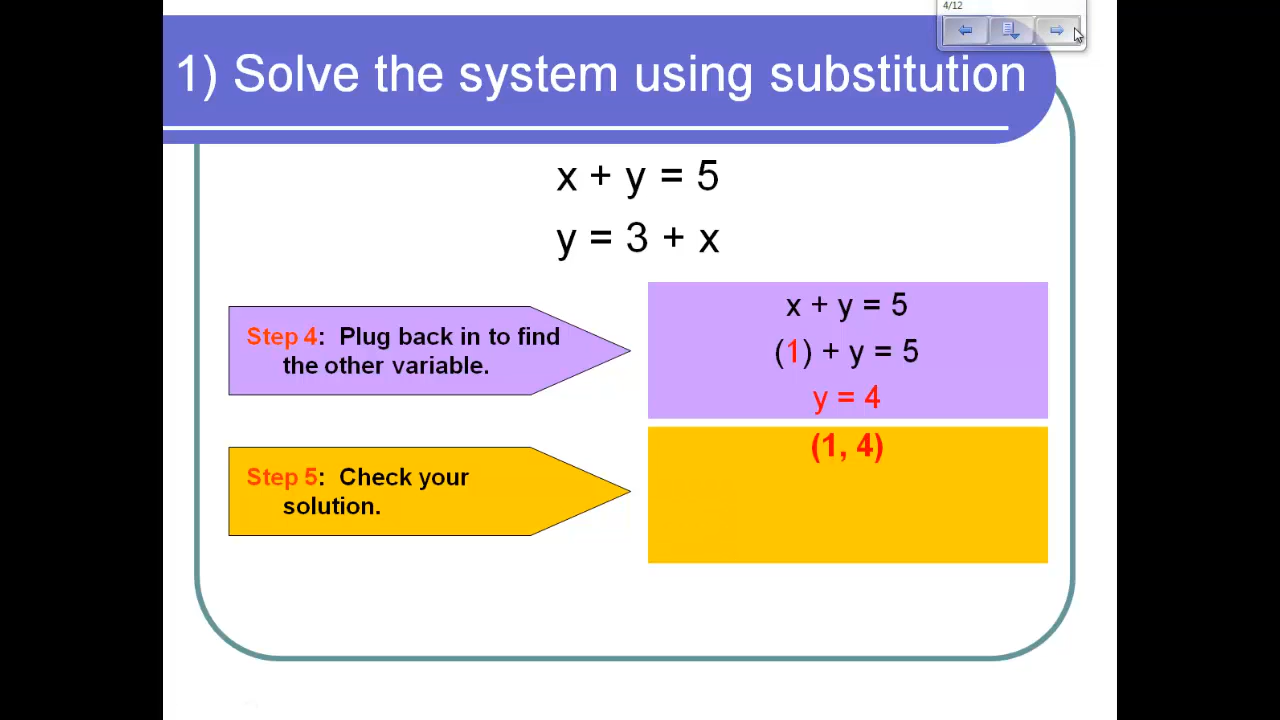 4/12
1) Solve the system using substitution
x + y = 5
y = 3 + x
Step 4: Plug back in to find
the other variable.
x + y = 5
(1) + y = 5
y = 4
Step 5: Check your
solution.
(1, 4)